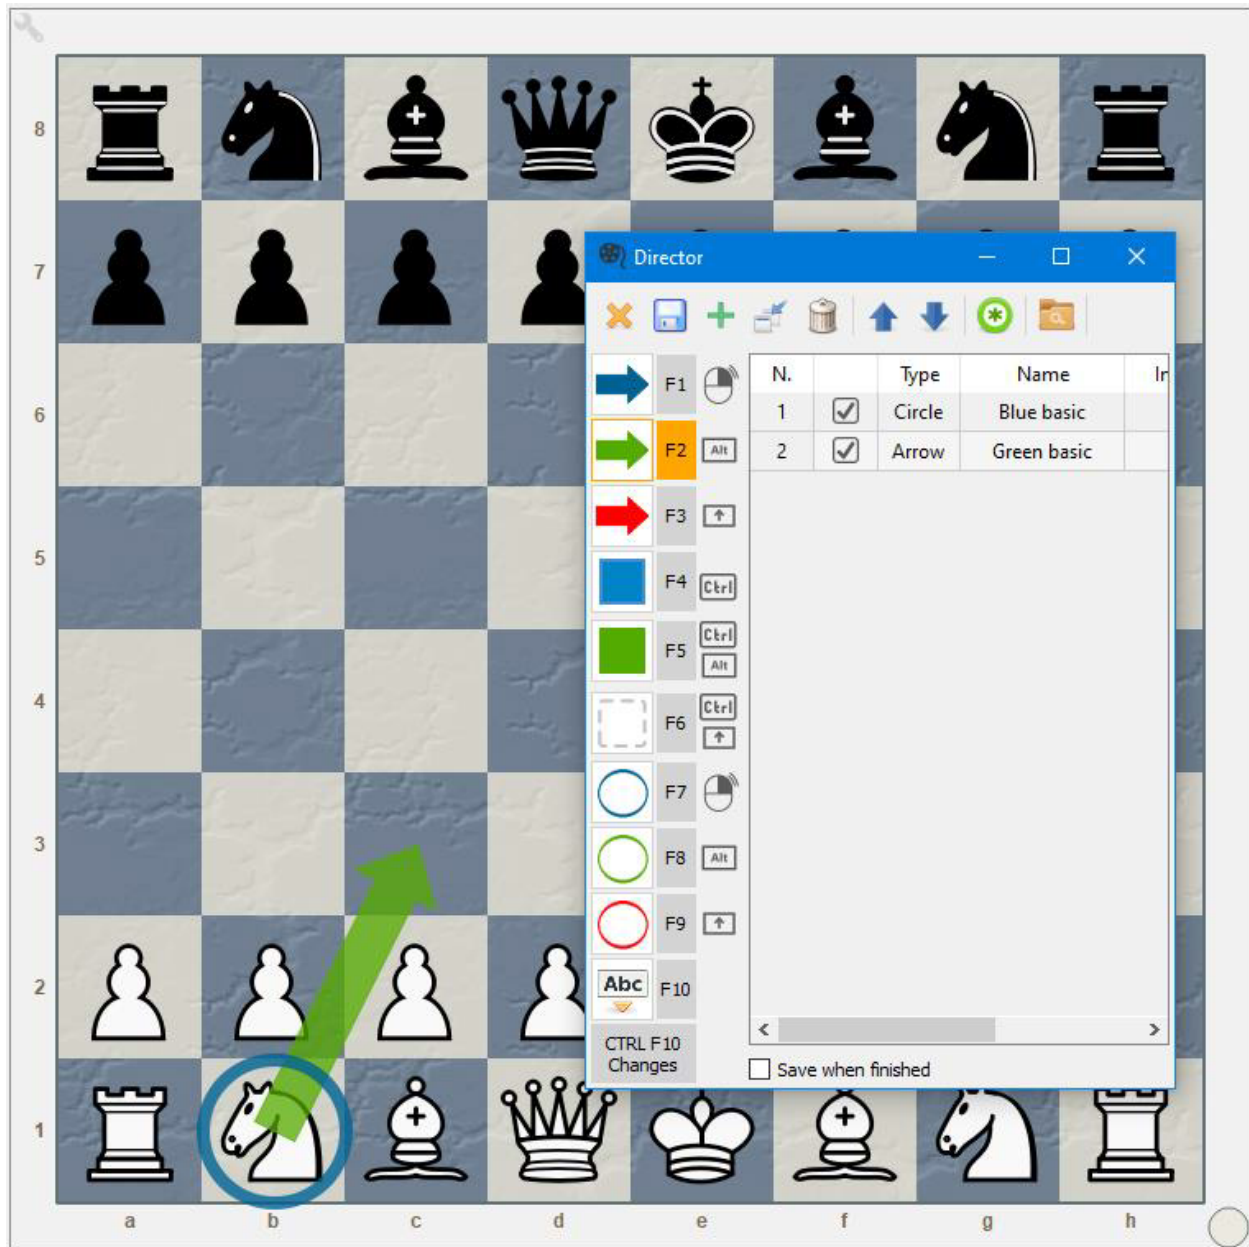 8
7
6
5
4
3
2
1
a b c d e f g h
Director
N. Type Name In
1 Circle Blue basic
2 Arrow Green basic
F1
F2 Alt
F3
F4 Ctrl
F5 Ctrl
Alt
F6 Ctrl
F7
F8 Alt
F9
Abc F10
CTRL F10
Changes
Save when finished